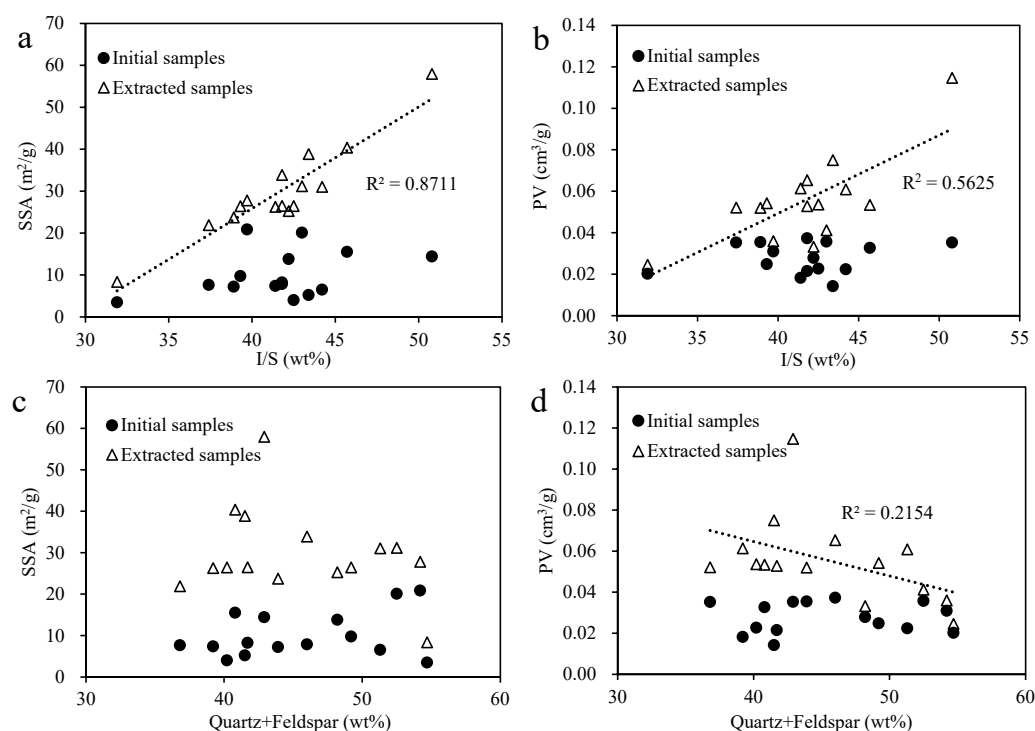 a
70
60
50
40
30
20
10
0
SSA (m²/g)
Initial samples
Extracted samples
R² = 0.8711
30 35 40 45 50 55
I/S (wt%)
b
0.14
0.12
0.10
0.08
0.06
0.04
0.02
0.00
PV (cm³/g)
Initial samples
Extracted samples
R² = 0.5625
30 35 40 45 50 55
I/S (wt%)
c
70
60
50
40
30
20
10
0
SSA (m²/g)
Initial samples
Extracted samples
30 40 50 60
Quartz+Feldspar (wt%)
d
0.14
0.12
0.10
0.08
0.06
0.04
0.02
0.00
PV (cm³/g)
Initial samples
Extracted samples
R² = 0.2154
30 40 50 60
Quartz+Feldspar (wt%)